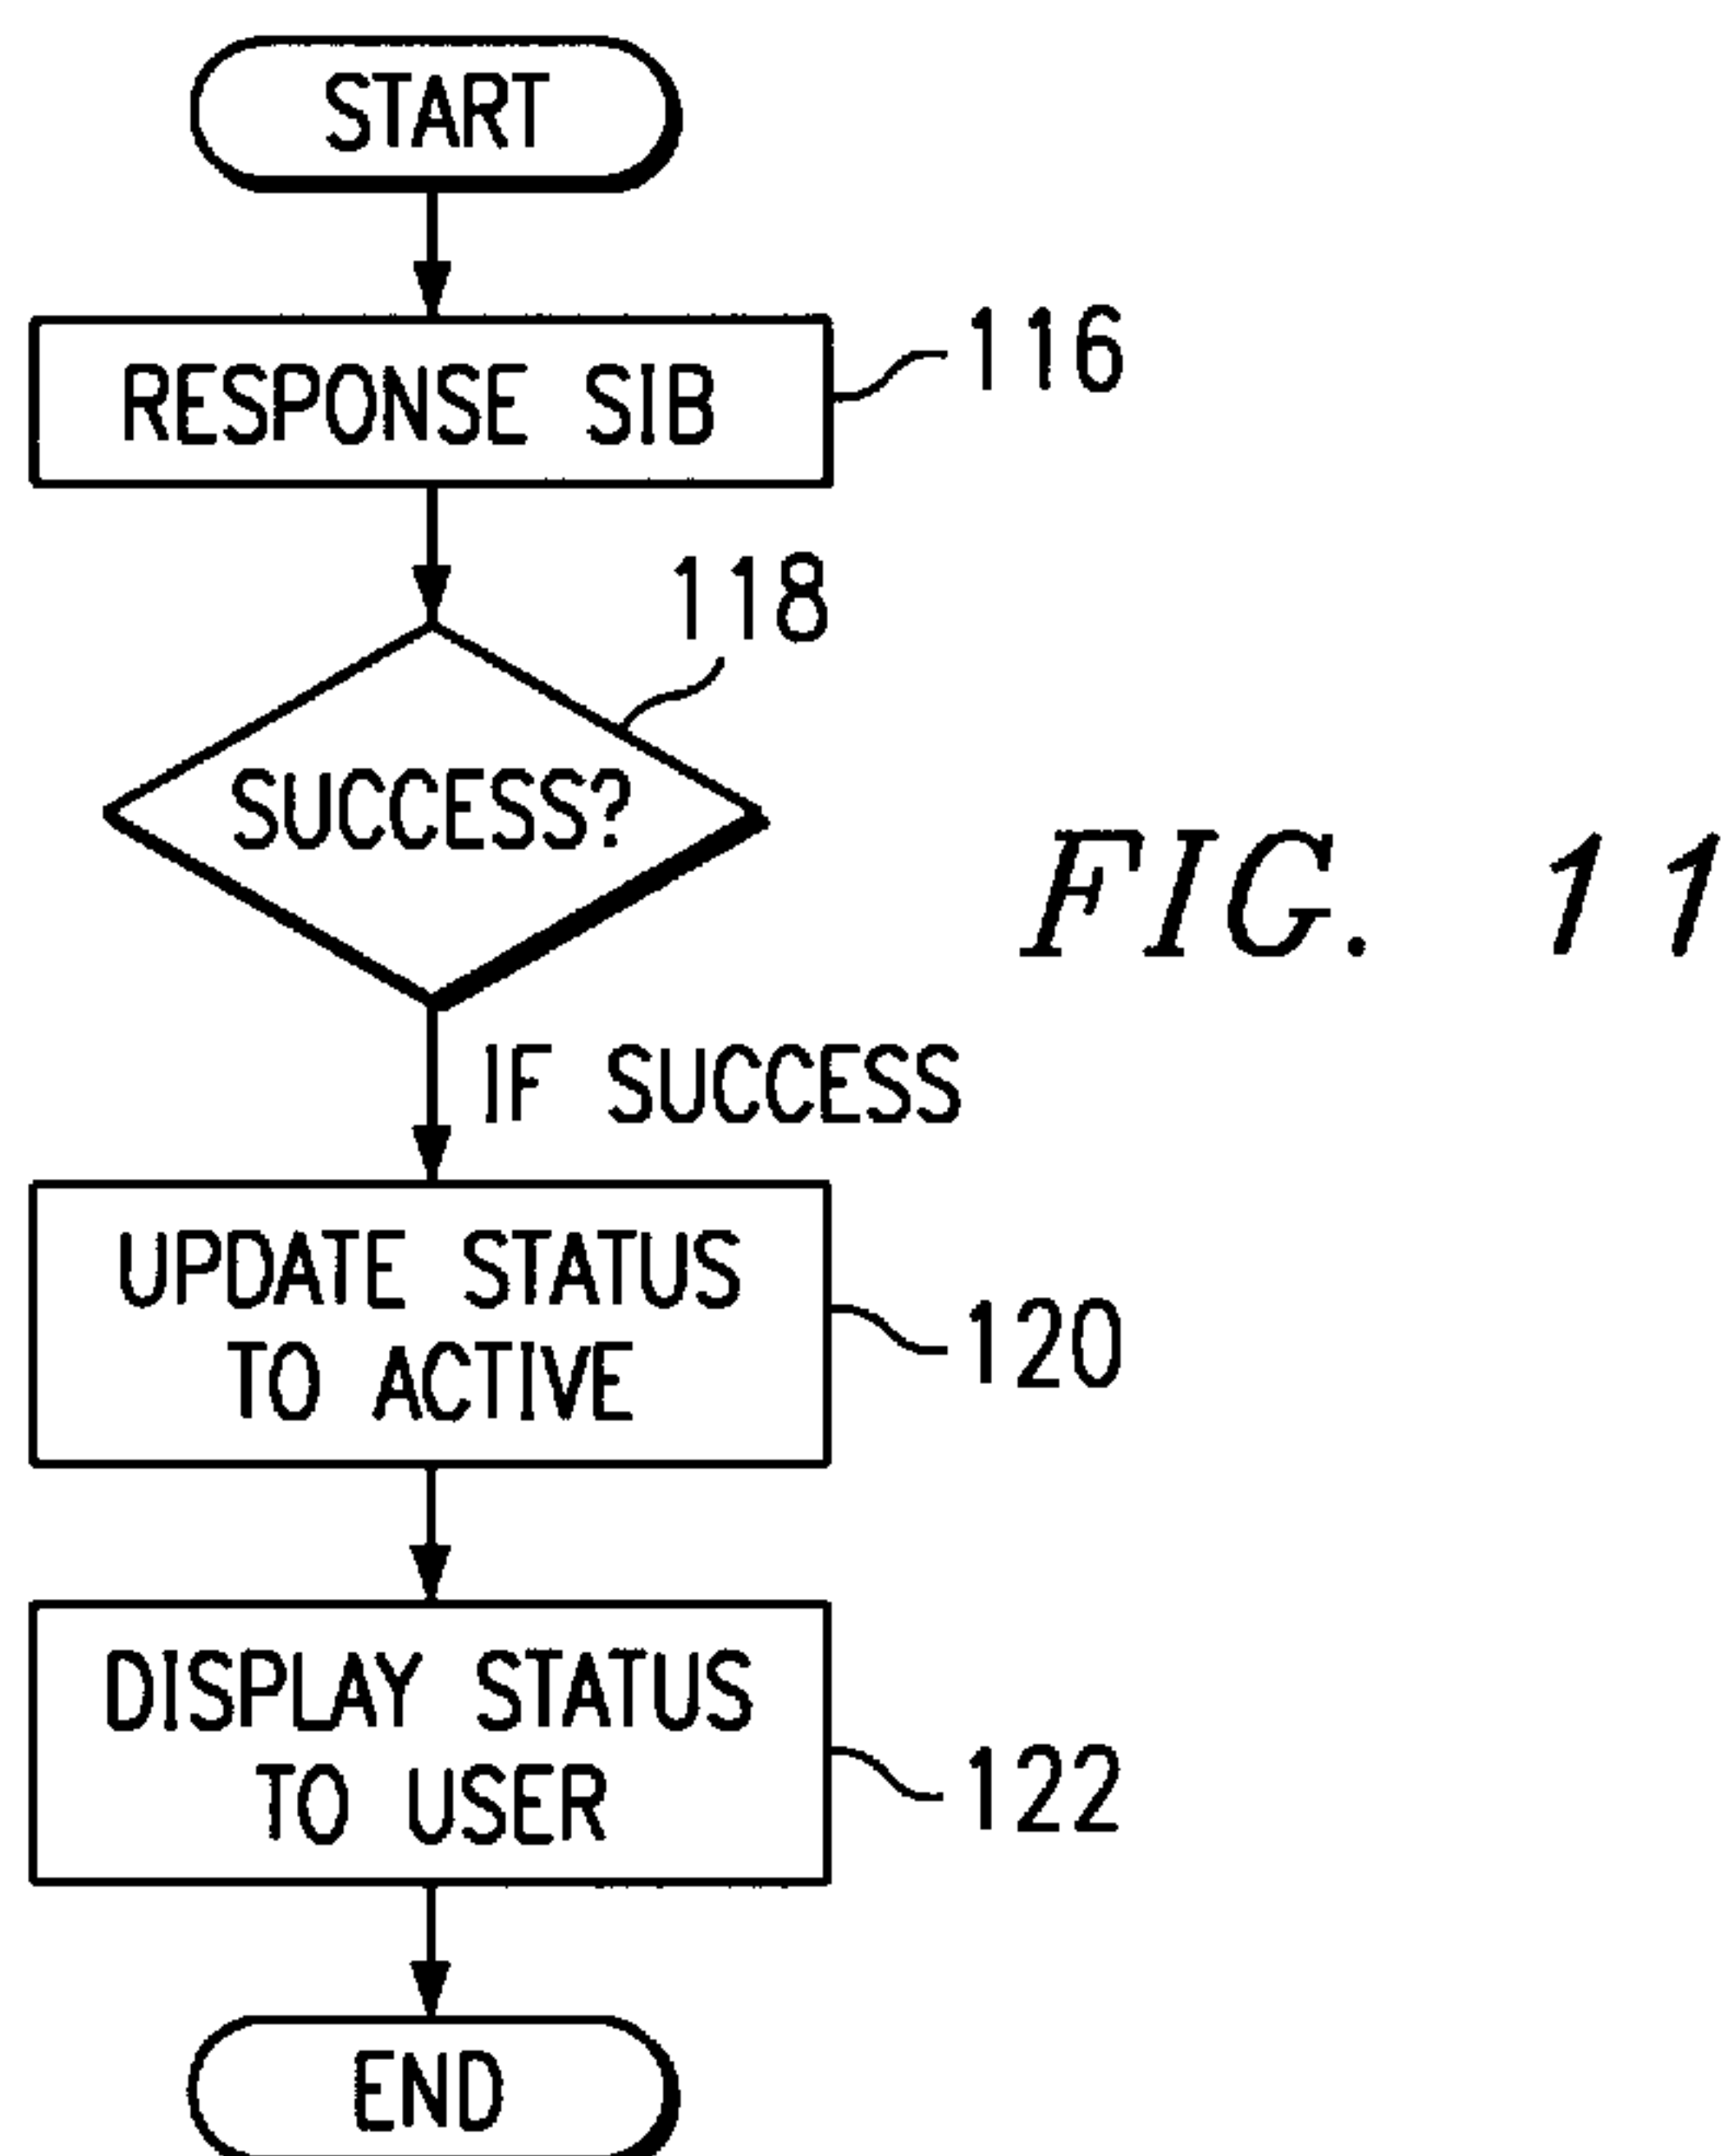 START
RESPONSE SIB
116
118
SUCCESS?
FIG. 11
IF SUCCESS
UPDATE STATUS
TO ACTIVE
120
DISPLAY STATUS
TO USER
122
END